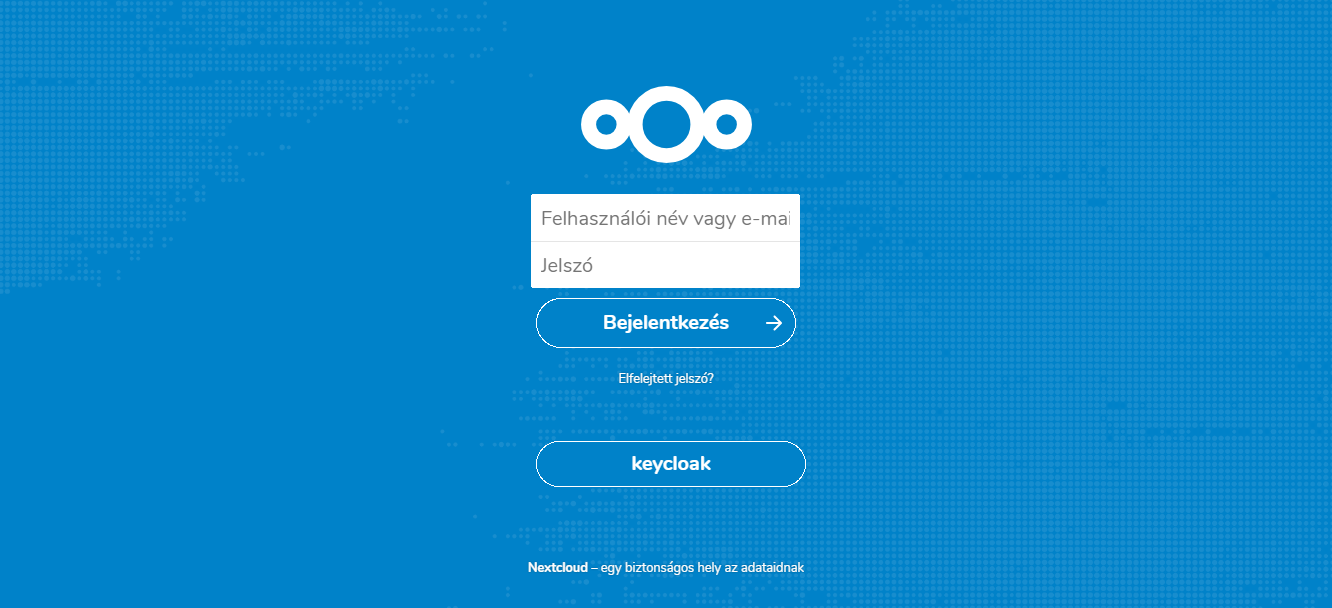 Felhasználói név vagy e-mai
Jelszó
Bejelentkezés
Elfelejtett jelszó?
keycloak
Nextcloud – egy biztonságos hely az adataidnak